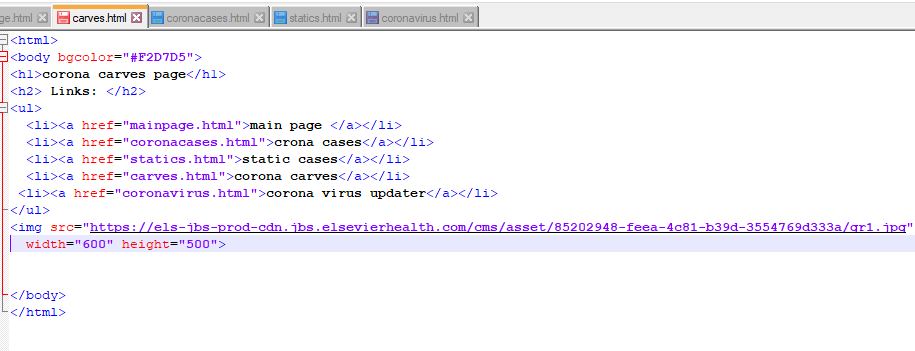 ge.html carves.html coronacases.html statics.html coronavirus.html
<html>
<body bgcolor="#F2D7D5">
<h1>corona carves page</h1>
<h2> Links: </h2>
<ul>
<li><a href="mainpage.html">main page </a></li>
<li><a href="coronacases.html">crona cases</a></li>
<li><a href="statics.html">static cases</a></li>
<li><a href="carves.html">corona carves</a></li>
<li><a href="coronavirus.html">corona virus updater</a></li>
</ul>
<img src="https://els-jbs-prod-cdn.jbs.elsevierhealth.com/cms/asset/85202948-feea-4c81-b39d-3554769d333a/gr1.jpg"
width="600" height="500">
</body>
</html>